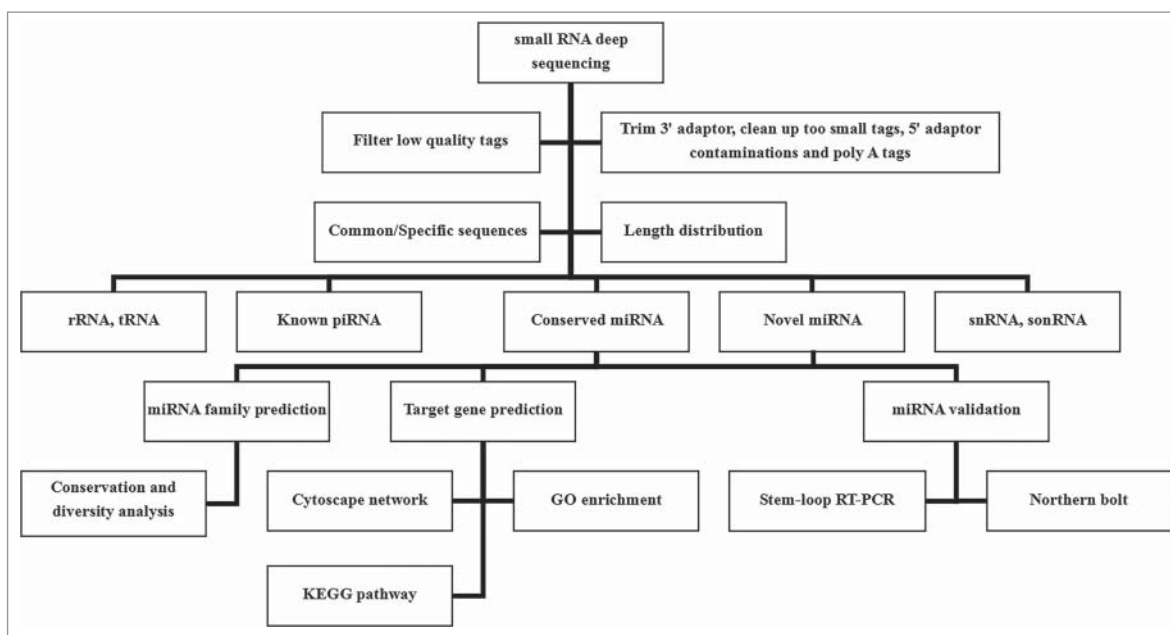 small RNA deep
sequencing
Filter low quality tags
Trim 3' adaptor, clean up too small tags, 5' adaptor
contaminations and poly A tags
Common/Specific sequences
Length distribution
rRNA, tRNA
Known piRNA
Conserved miRNA
Novel miRNA
snRNA, sonRNA
miRNA family prediction
Target gene prediction
miRNA validation
Conservation and
diversity analysis
Cytoscape network
GO enrichment
Stem-loop RT-PCR
Northern bolt
KEGG pathway